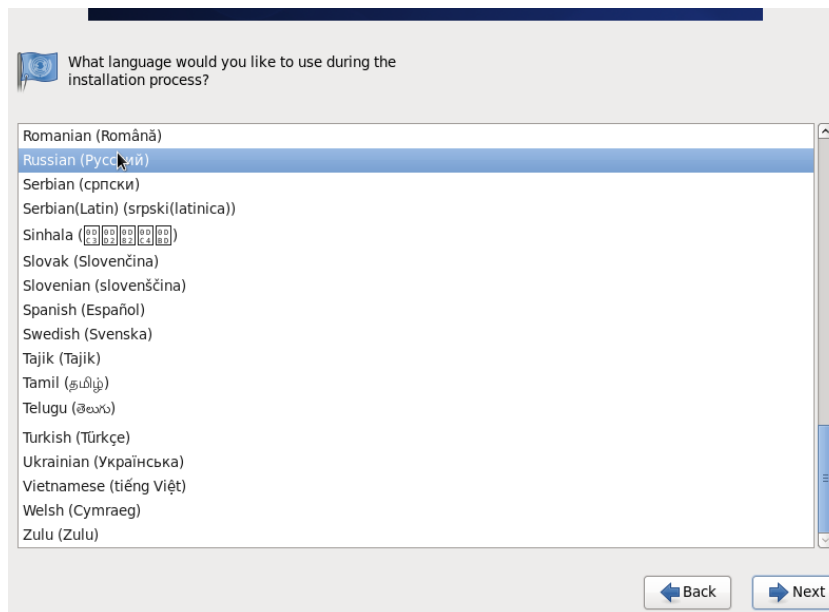 What language would you like to use during the
installation process?
Romanian (Română)
Russian (Русский)
Serbian (српски)
Serbian(Latin) (srpski(latinica))
Sinhala ()
Slovak (Slovenčina)
Slovenian (slovenščina)
Spanish (Español)
Swedish (Svenska)
Tajik (Tajik)
Tamil (தமிழ்)
Telugu (తెలుగు)
Turkish (Türkçe)
Ukrainian (Українська)
Vietnamese (tiếng Việt)
Welsh (Cymraeg)
Zulu (Zulu)
Back
Next